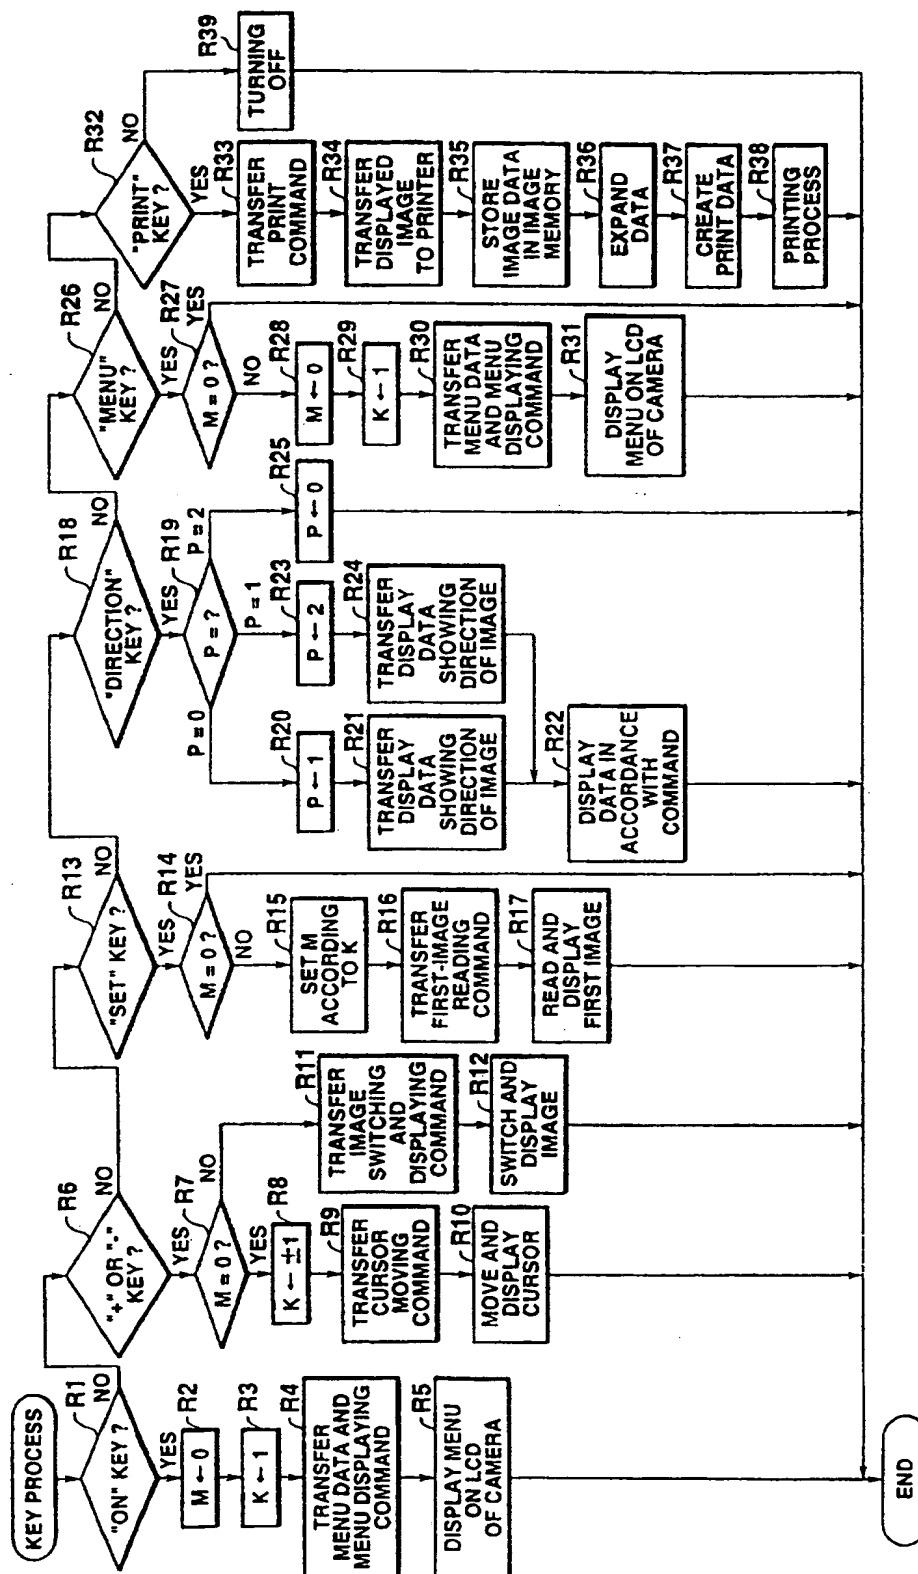 KEY PROCESS
R1
"ON" KEY ?
NO
YES
R2
M ← 0
R3
K ← 1
R4
TRANSFER
MENU DATA AND
MENU DISPLAYING
COMMAND
R5
DISPLAY MENU
ON LCD
OF CAMERA
R6
"+" OR "-"
KEY ?
NO
YES
R7
M = 0 ?
NO
YES
R8
K ← ±1
R9
TRANSFER
CURSOR
MOVING
COMMAND
R10
MOVE AND
DISPLAY
CURSOR
R11
TRANSFER
IMAGE
SWITCHING
AND
DISPLAYING
COMMAND
R12
SWITCH AND
DISPLAY
IMAGE
R13
"SET" KEY ?
NO
YES
R14
M = 0 ?
YES
NO
R15
SET M
ACCORDING
TO K
R16
TRANSFER
FIRST-IMAGE
READING
COMMAND
R17
READ AND
DISPLAY
FIRST IMAGE
R18
"DIRECTION"
KEY ?
NO
YES
R19
P = ?
P = 0
P = 1
P = 2
R20
P ← 1
R21
TRANSFER
DISPLAY
DATA
SHOWING
DIRECTION
OF IMAGE
R22
DISPLAY
DATA IN
ACCORDANCE
WITH
COMMAND
R23
P ← 2
R24
TRANSFER
DISPLAY
DATA
SHOWING
DIRECTION
OF IMAGE
R25
P ← 0
R26
"MENU"
KEY ?
NO
YES
R27
M = 0 ?
YES
NO
R28
M ← 0
R29
K ← 1
R30
TRANSFER
MENU DATA
AND MENU
DISPLAYING
COMMAND
R31
DISPLAY
MENU ON LCD
OF CAMERA
R32
"PRINT"
KEY ?
NO
YES
R33
TRANSFER
PRINT
COMMAND
R34
TRANSFER
DISPLAYED
IMAGE
TO PRINTER
R35
STORE
IMAGE DATA
IN IMAGE
MEMORY
R36
EXPAND
DATA
R37
CREATE
PRINT DATA
R38
PRINTING
PROCESS
R39
TURNING
OFF
END